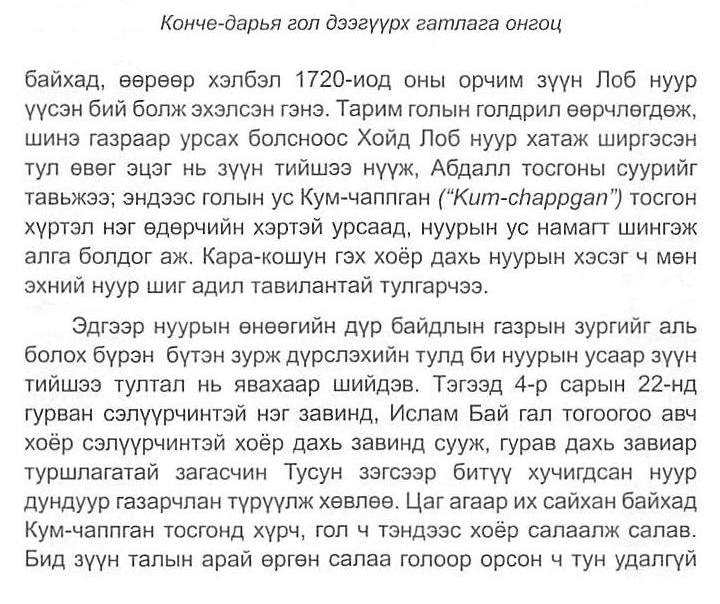 Конче-дарья гол дээгүүрх гатлага онгоц
байхад, өөрөөр хэлбэл 1720-иод оны орчим зүүн Лоб нуур
үүсэн бий болж эхэлсэн гэнэ. Тарим голын голдрил өөрчлөгдөж,
шинэ газраар урсах болсноос Хойд Лоб нуур хатаж ширгэсэн
тул өвөг эцэг нь зүүн тийшээ нүүж, Абдалл тосгоны суурийг
тавьжээ; эндээс голын ус Кум-чаппган (“Kum-chappgan”) тосгон
хүртэл нэг өдөрчийн хэртэй урсаад, нуурын ус намагт шингэж
алга болдог аж. Кара-кошун гэх хоёр дахь нуурын хэсэг ч мөн
эхний нуур шиг адил тавилантай тулгарчээ.
Эдгээр нуурын өнөөгийн дүр байдлын газрын зургийг аль
болох бүрэн бүтэн зурж дүрслэхийн тулд би нуурын усаар зүүн
тийшээ тултал нь явахаар шийдэв. Тэгээд 4-р сарын 22-нд
гурван сэлүүрчинтэй нэг завинд, Ислам Бай гал тогоогоо авч
хоёр сэлүүрчинтэй хоёр дахь завинд сууж, гурав дахь завиар
туршлагатай загасчин Тусун зэгсээр битүү хучигдсан нуур
дундуур газарчлан түрүүлж хөвлөө. Цаг агаар их сайхан байхад
Кум-чаппган тосгонд хүрч, гол ч тэндээс хоёр салаалж салав.
Бид зүүн талын арай өргөн салаа голоор орсон ч тун удалгүй